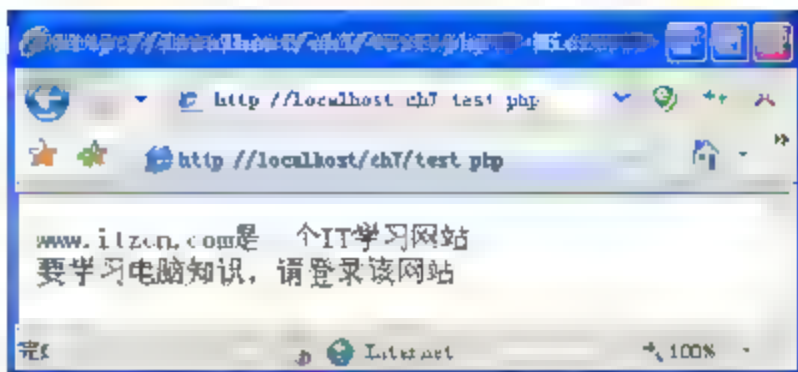 http //localhost ch7 test php
http //localhost/ch7/test php
www.itzcn.com是 个IT学习网站
要学习电脑知识，请登录该网站
Internet 100%